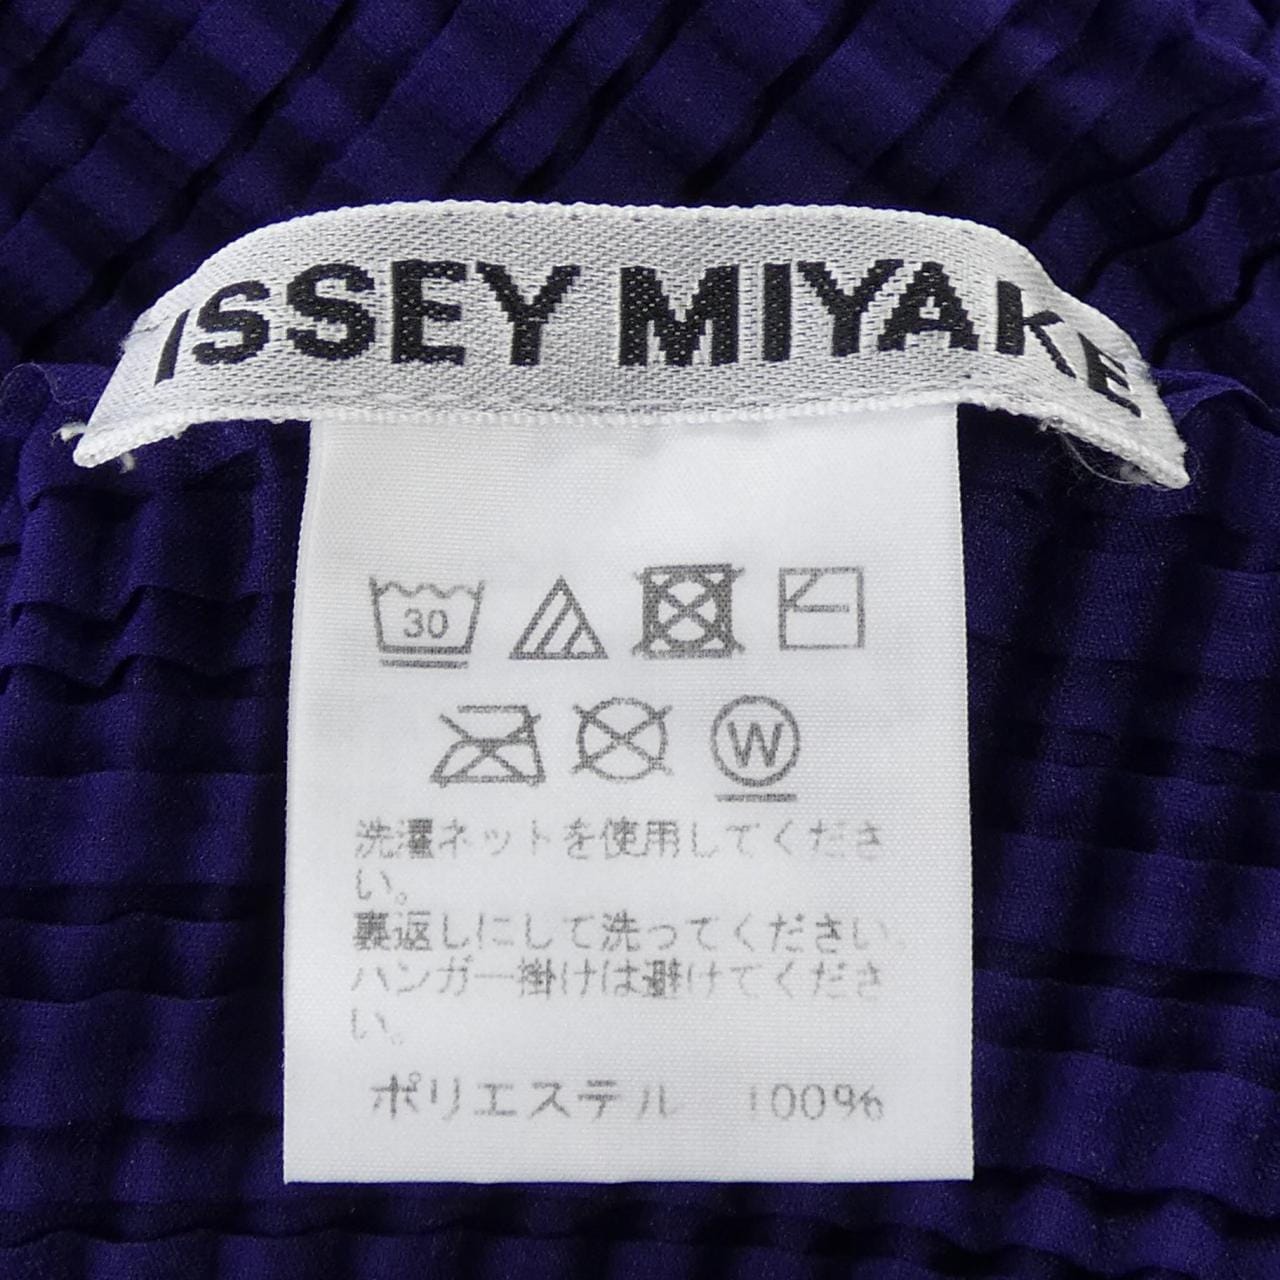 ISSEY MIYAKE
30
W
洗濯ネットを使用してくださ
い。
裏返しにして洗ってください。
ハンガー掛けは避けてくださ
い。
ポリエステル 100%